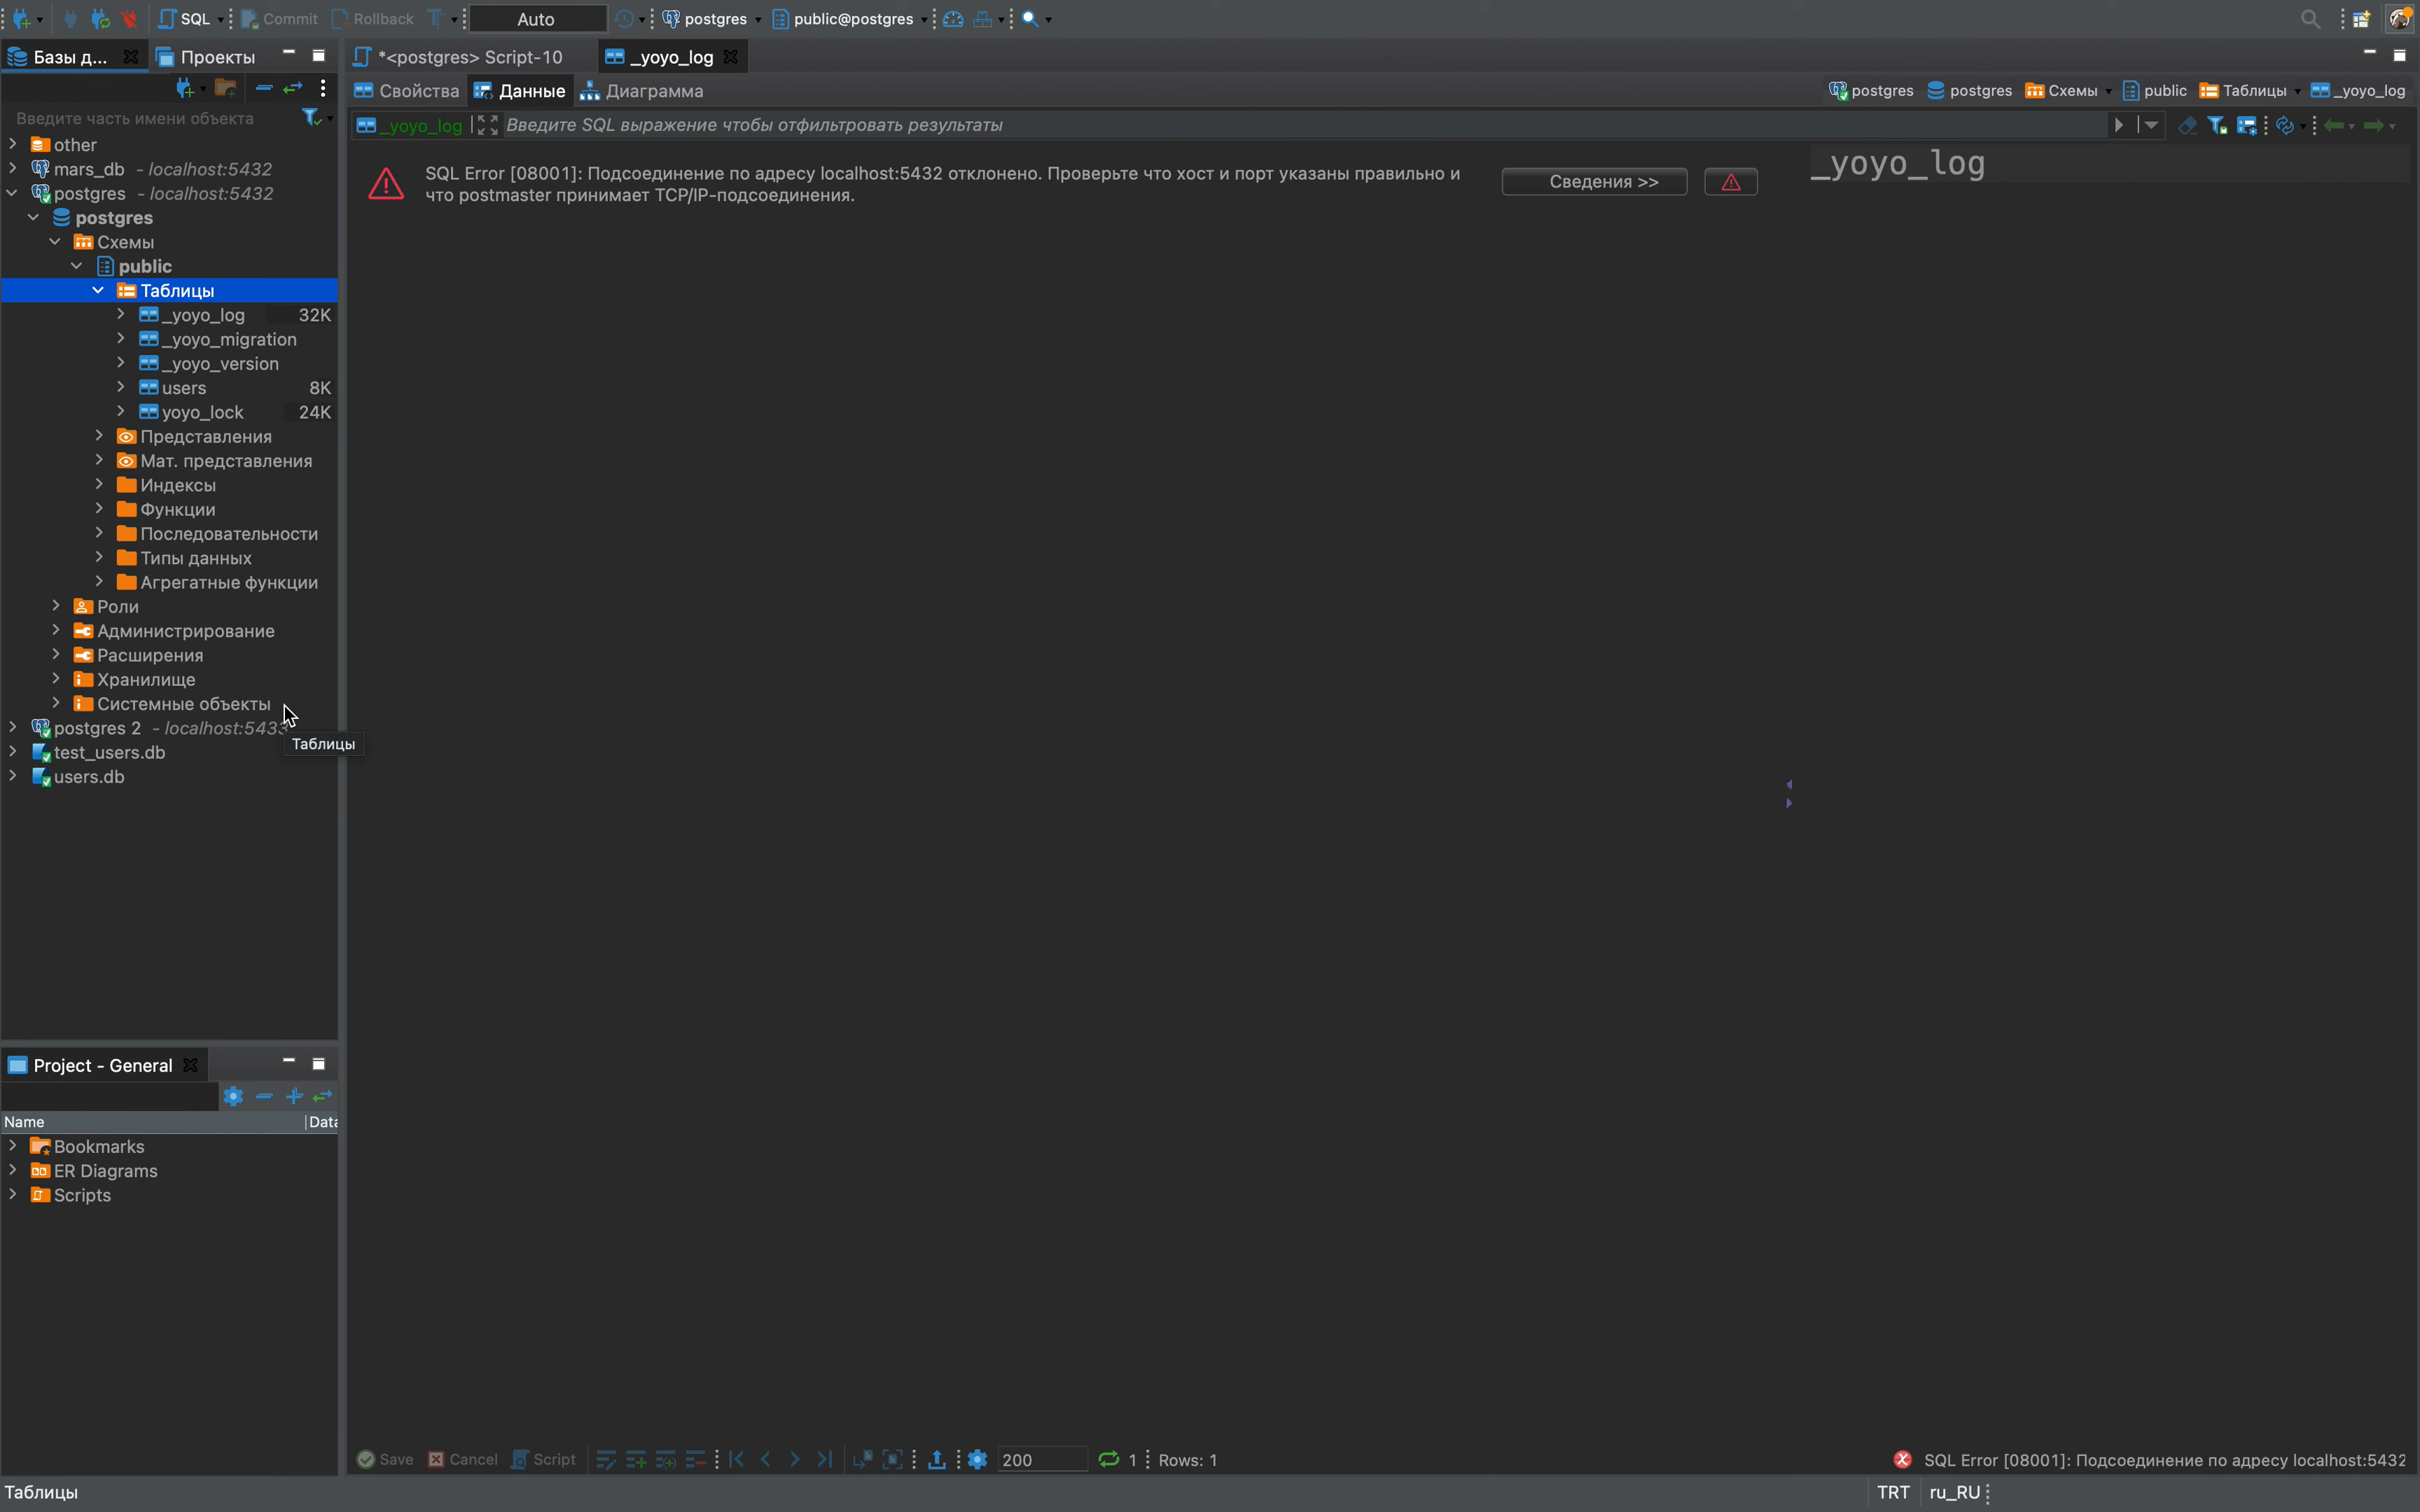 SQL Commit Rollback Auto postgres public@postgres
Базы д... Проекты *<postgres> Script-10 _yoyo_log
Свойства Данные Диаграмма postgres postgres Схемы public Таблицы _yoyo_log
Введите часть имени объекта
_yoyo_log Введите SQL выражение чтобы отфильтровать результаты
other
mars_db - localhost:5432
postgres - localhost:5432
postgres
Схемы
public
Таблицы
_yoyo_log 32K
_yoyo_migration
_yoyo_version
users 8K
yoyo_lock 24K
Представления
Мат. представления
Индексы
Функции
Последовательности
Типы данных
Агрегатные функции
Роли
Администрирование
Расширения
Хранилище
Системные объекты
postgres 2 - localhost:5433
Таблицы
test_users.db
users.db
SQL Error [08001]: Подсоединение по адресу localhost:5432 отклонено. Проверьте что хост и порт указаны правильно и
что postmaster принимает TCP/IP-подсоединения.
Сведения >>
_yoyo_log
Project - General
Name Data
Bookmarks
ER Diagrams
Scripts
Save Cancel Script 200 1 Rows: 1 SQL Error [08001]: Подсоединение по адресу localhost:5432
Таблицы TRT ru_RU